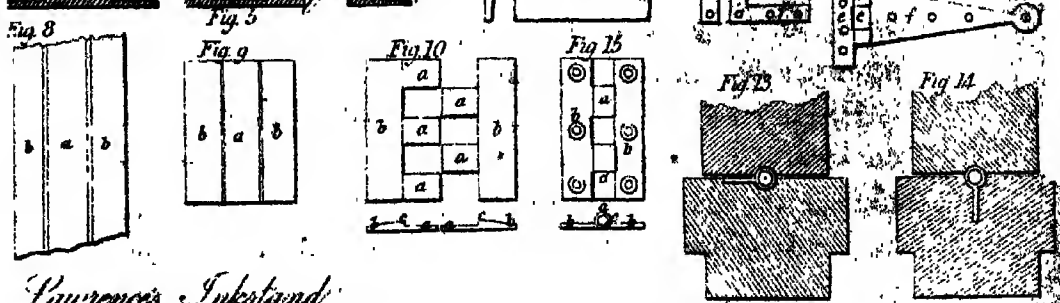 Fig. 5
Fig. 8
Fig. 9
Fig. 10
Fig. 15
Fig. 13
Fig. 14
a
e
e
f
b a b
b a b
b
a
a
a
a
a
b
b
a
a
b
a
b c a a c b
b a b
Lawrence's Inkstand